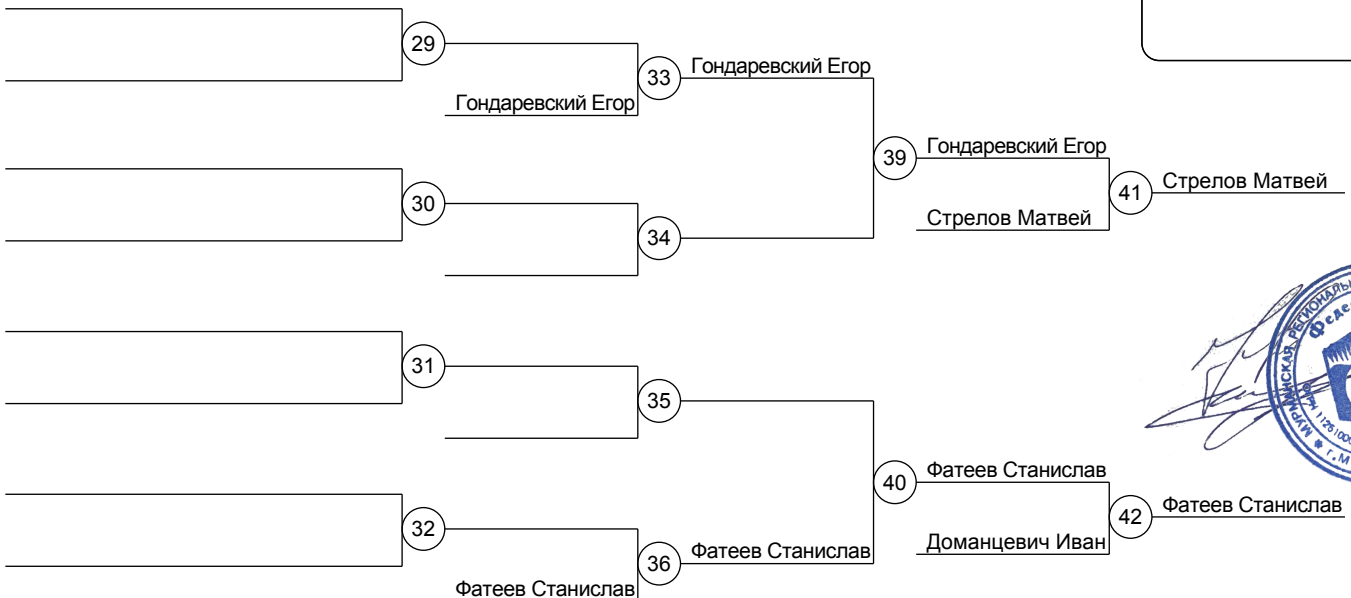 29
33 Гондаревский Егор
Гондаревский Егор
39 Гондаревский Егор
41 Стрелов Матвей
30
Стрелов Матвей
34
МУРМАНСКАЯ
31
35
40 Фатеев Станислав
42 Фатеев Станислав
32
Доманцевич Иван
36 Фатеев Станислав
Фатеев Станислав